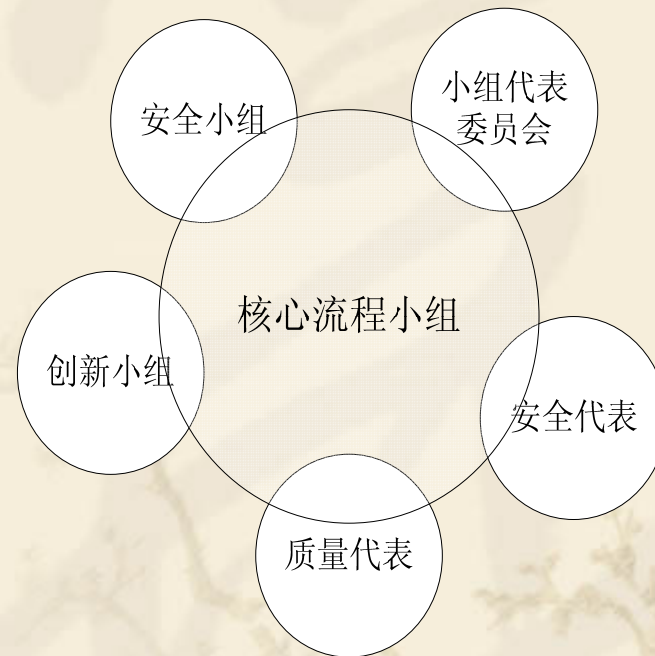 小组代表
委员会
安全小组
核心流程小组
创新小组
安全代表
质量代表